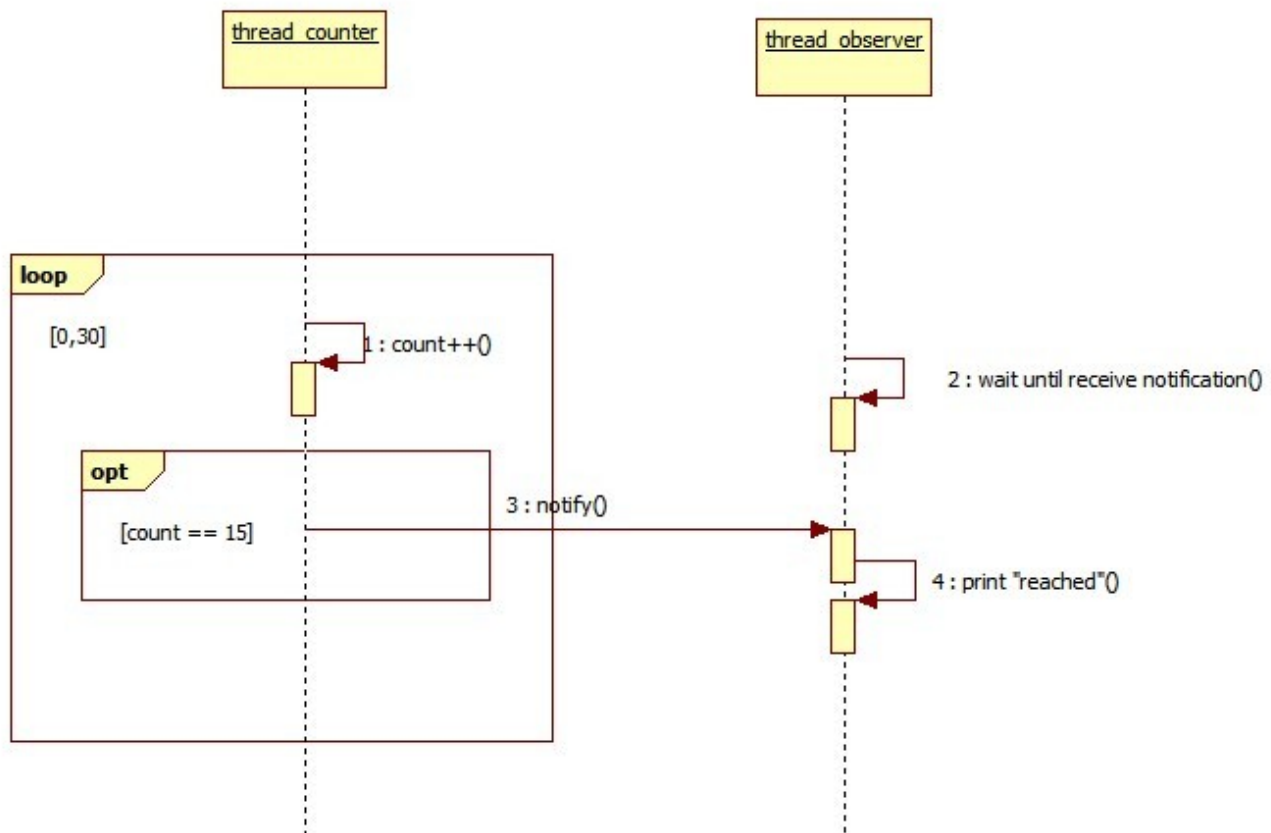 thread_counter
thread_observer
loop
[0,30]
1 : count++()
2 : wait until receive notification()
opt
3 : notify()
[count == 15]
4 : print "reached"()